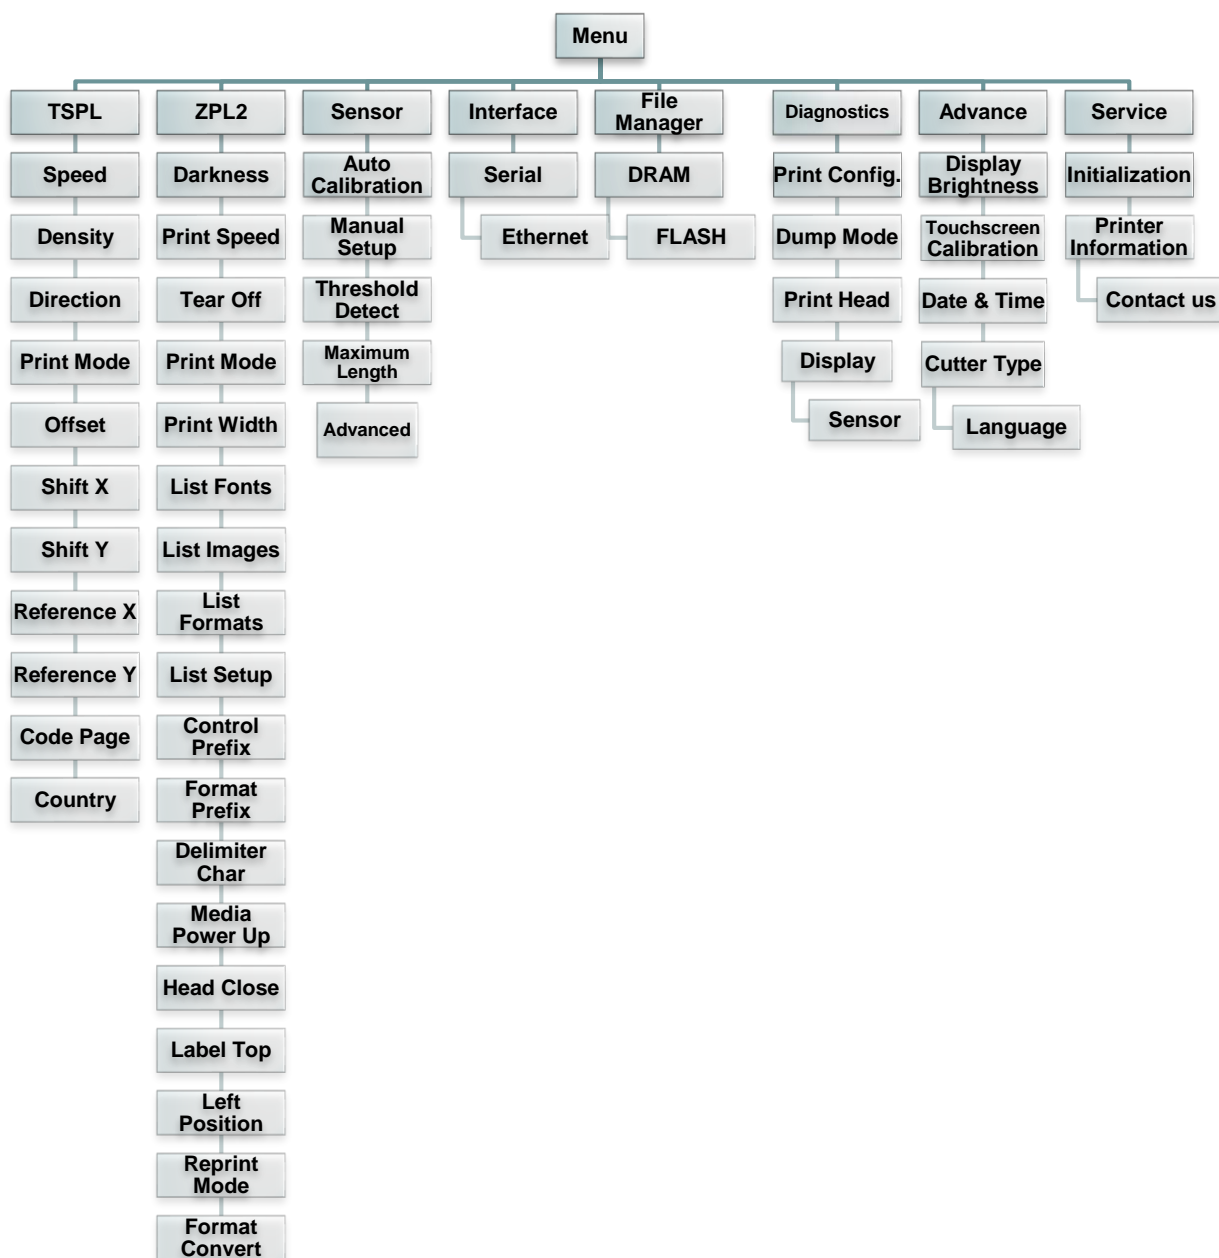 Menu
TSPL
Speed
Density
Direction
Print Mode
Offset
Shift X
Shift Y
Reference X
Reference Y
Code Page
Country
ZPL2
Darkness
Print Speed
Tear Off
Print Mode
Print Width
List Fonts
List Images
List
Formats
List Setup
Control
Prefix
Format
Prefix
Delimiter
Char
Media
Power Up
Head Close
Label Top
Left
Position
Reprint
Mode
Format
Convert
Sensor
Auto
Calibration
Manual
Setup
Threshold
Detect
Maximum
Length
Advanced
Interface
Serial
Ethernet
File
Manager
DRAM
FLASH
Diagnostics
Print Config.
Dump Mode
Print Head
Display
Sensor
Advance
Display
Brightness
Touchscreen
Calibration
Date & Time
Cutter Type
Language
Service
Initialization
Printer
Information
Contact us